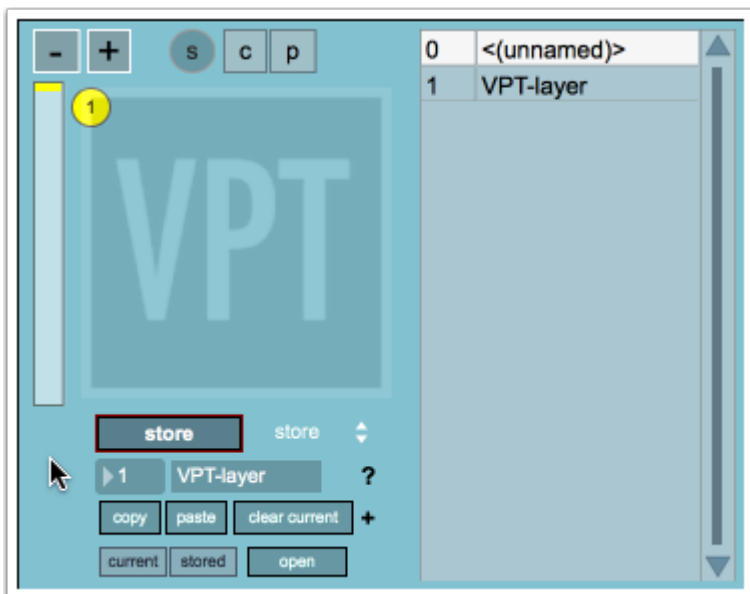 - + s c p
0 <(unnamed)>
1 VPT-layer
1
VPT
store store
1 VPT-layer ?
copy paste clear current +
current stored open